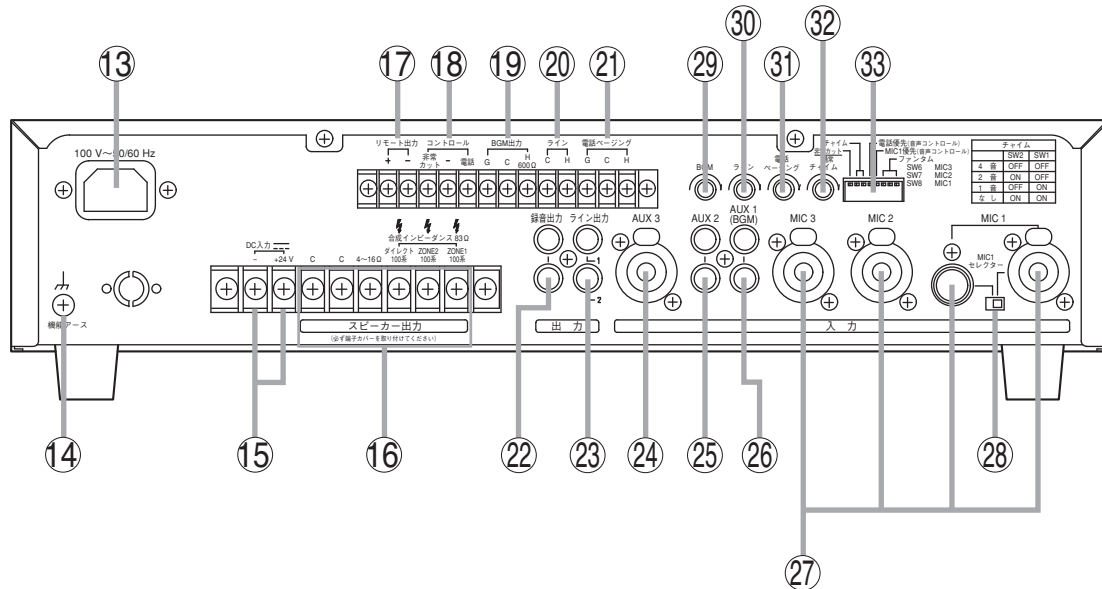 ⑬
⑰
⑱
⑲
⑳
㉑
㉙
㉚
㉛
㉜
㉝
100 V〜50/60 Hz
リモート出力
+ −
コントロール
非常カット − 電話
BGM出力
G C H 600Ω
ライン
C H
電話ページング
G C H
BGM
ライン
電話ページング
チャイム
チャイム
電話優先(音声コントロール)
MIC1優先(音声コントロール)
ファンタム
SW6 MIC3
SW7 MIC2
SW8 MIC1
チャイム
SW2 SW1
4 音 OFF OFF
2 音 ON OFF
1 音 OFF ON
な し ON ON
DC入力
− +24 V
C C 4〜16Ω
合成インピーダンス 83Ω
ダイレクト 100系
ZONE2 100系
ZONE1 100系
スピーカー出力
(必ず端子カバーを取り付けてください)
機能アース
録音出力
ライン出力
1
2
出 力
AUX 3
AUX 2
AUX 1
(BGM)
MIC 3
MIC 2
MIC 1
MIC1
セレクター
入 力
⑭
⑮
⑯
㉒
㉓
㉔
㉕
㉖
㉗
㉘